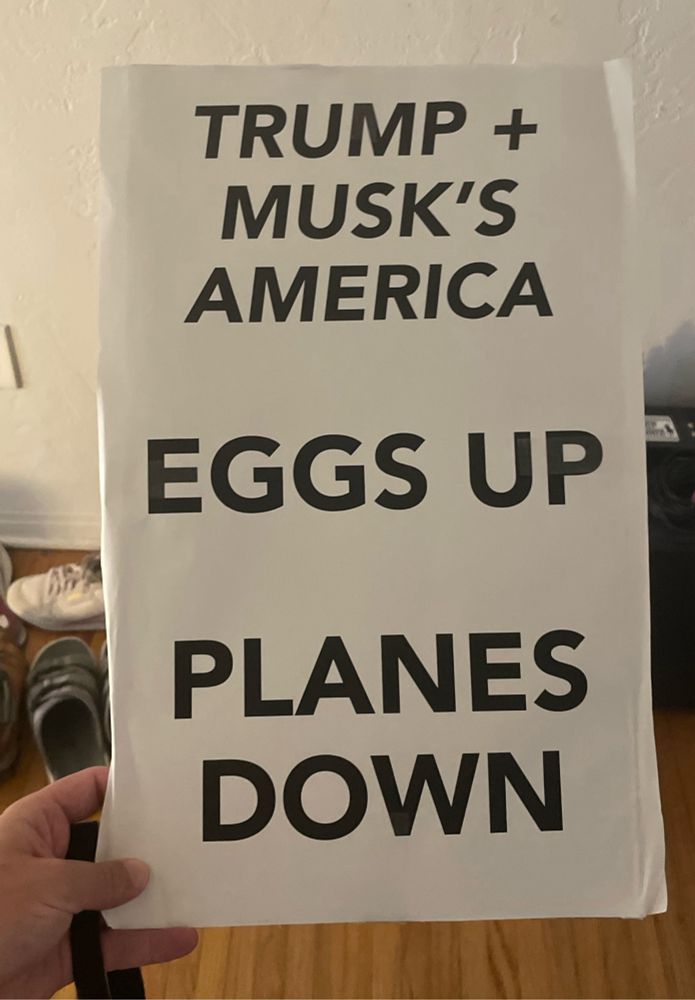 TRUMP +
MUSK'S
AMERICA
EGGS UP
PLANES
DOWN